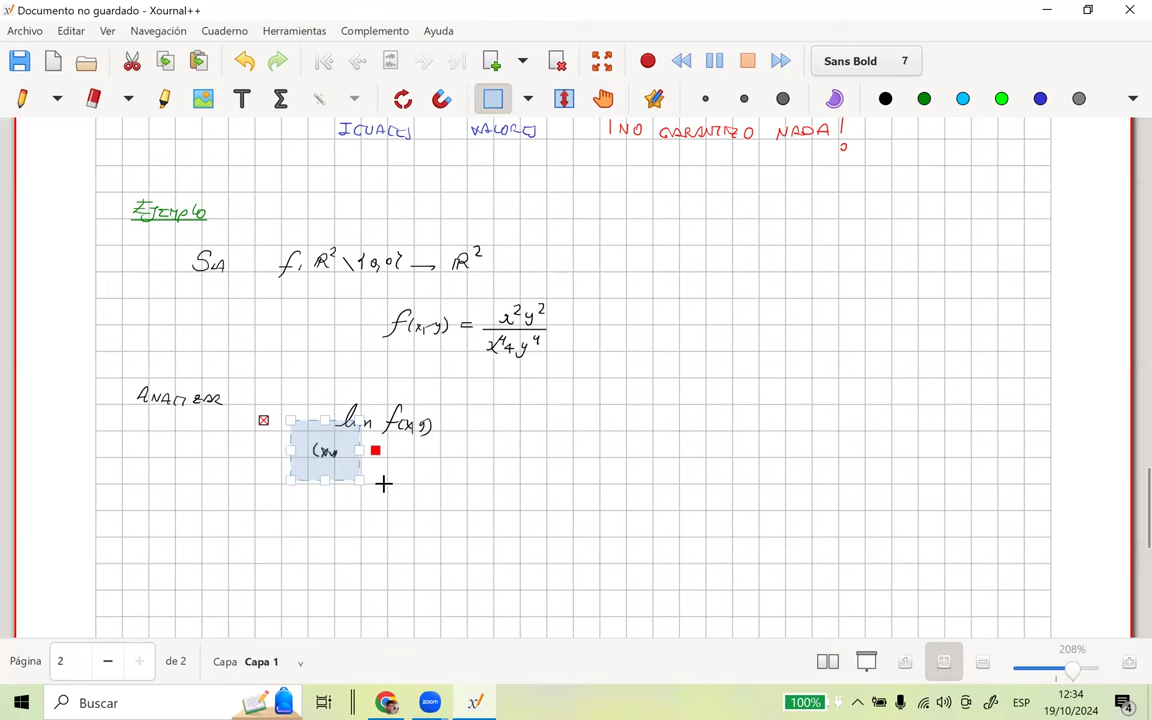 Documento no guardado - Xournal++
Archivo Editar Ver Navegación Cuaderno Herramientas Complemento Ayuda
Sans Bold 7
IGUALES VALORES ¡NO GARANTIZO NADA!
EJEMPLO
SEA f: ℝ² \ {0,0} → ℝ²
f(x,y) = x²y² / x⁴+y⁴
ANALIZAR
lim f(x,y)
(x,y
Página 2 de 2 Capa Capa 1 208%
Buscar 100% ESP 12:34
19/10/2024 4
zoom